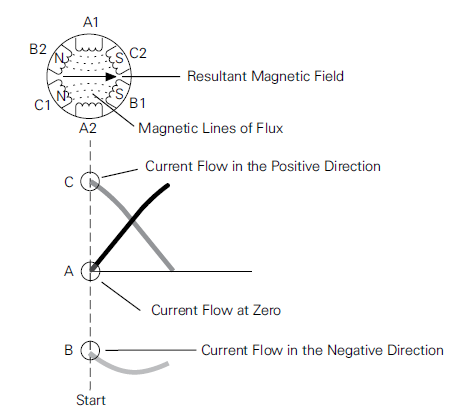 A1
B2
C2
N
S
Resultant Magnetic Field
N
S
C1
B1
A2
Magnetic Lines of Flux
Current Flow in the Positive Direction
C
A
Current Flow at Zero
B
Current Flow in the Negative Direction
Start